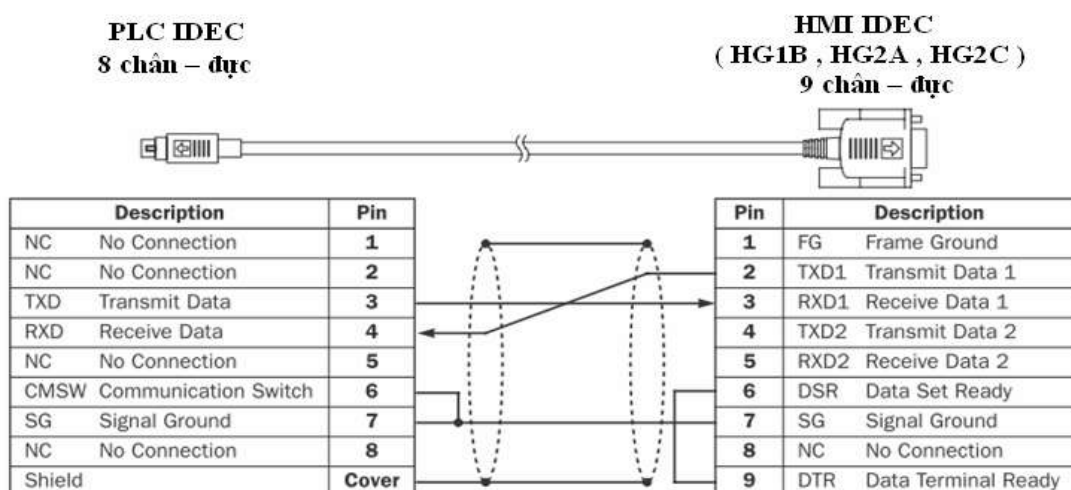 PLC IDEC
8 chân – đực
HMI IDEC
( HG1B , HG2A , HG2C )
9 chân – đực
Description Pin
NC No Connection 1
NC No Connection 2
TXD Transmit Data 3
RXD Receive Data 4
NC No Connection 5
CMSW Communication Switch 6
SG Signal Ground 7
NC No Connection 8
Shield Cover
Pin Description
1 FG Frame Ground
2 TXD1 Transmit Data 1
3 RXD1 Receive Data 1
4 TXD2 Transmit Data 2
5 RXD2 Receive Data 2
6 DSR Data Set Ready
7 SG Signal Ground
8 NC No Connection
9 DTR Data Terminal Ready